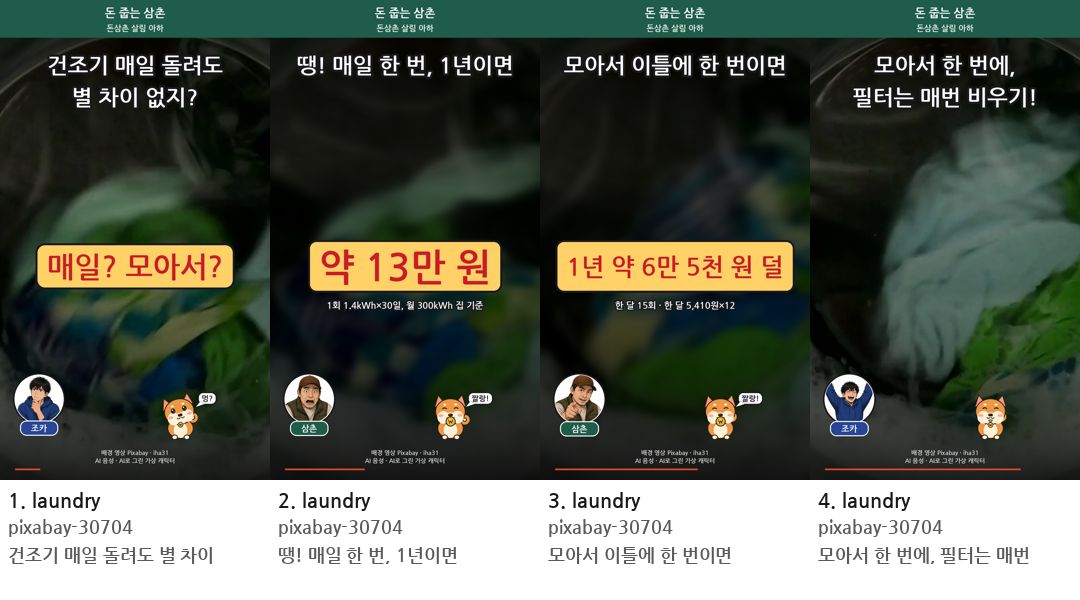 돈 줍는 삼촌
돈삼촌 살림 아하
건조기 매일 돌려도
별 차이 없지?
매일? 모아서?
멍?
조카
배경 영상 Pixabay · iha31
AI 음성 · AI로 그린 가상 캐릭터
1. laundry
pixabay-30704
건조기 매일 돌려도 별 차이
돈 줍는 삼촌
돈삼촌 살림 아하
땡! 매일 한 번, 1년이면
약 13만 원
1회 1.4kWh×30일, 월 300kWh 집 기준
짤랑!
삼촌
배경 영상 Pixabay · iha31
AI 음성 · AI로 그린 가상 캐릭터
2. laundry
pixabay-30704
땡! 매일 한 번, 1년이면
돈 줍는 삼촌
돈삼촌 살림 아하
모아서 이틀에 한 번이면
1년 약 6만 5천 원 덜
한 달 15회 · 한 달 5,410원×12
짤랑!
삼촌
배경 영상 Pixabay · iha31
AI 음성 · AI로 그린 가상 캐릭터
3. laundry
pixabay-30704
모아서 이틀에 한 번이면
돈 줍는 삼촌
돈삼촌 살림 아하
모아서 한 번에,
필터는 매번 비우기!
조카
배경 영상 Pixabay · iha31
AI 음성 · AI로 그린 가상 캐릭터
4. laundry
pixabay-30704
모아서 한 번에, 필터는 매번